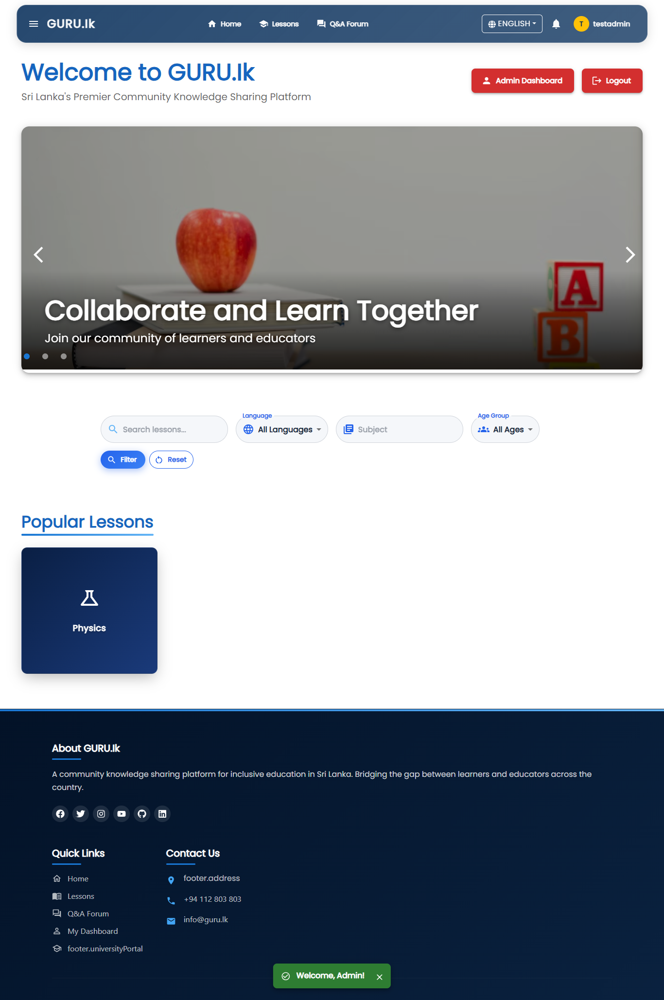 GURU.lk
Home
Lessons
Q&A Forum
ENGLISH
T
testadmin
Welcome to GURU.lk
Sri Lanka's Premier Community Knowledge Sharing Platform
Admin Dashboard
Logout
A
B
Collaborate and Learn Together
Join our community of learners and educators
Search lessons...
Language
All Languages
Subject
Age Group
All Ages
Filter
Reset
Popular Lessons
Physics
About GURU.lk
A community knowledge sharing platform for inclusive education in Sri Lanka. Bridging the gap between learners and educators across the
country.
Quick Links
Home
Lessons
Q&A Forum
My Dashboard
footer.universityPortal
Contact Us
footer.address
+94 112 803 803
info@guru.lk
Welcome, Admin!